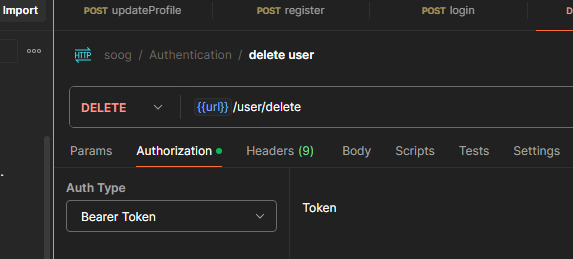 Import
POST updateProfile
POST register
POST login
HTTP soog / Authentication / delete user
DELETE {{url}} /user/delete
Params Authorization Headers (9) Body Scripts Tests Settings
Auth Type
Bearer Token
Token